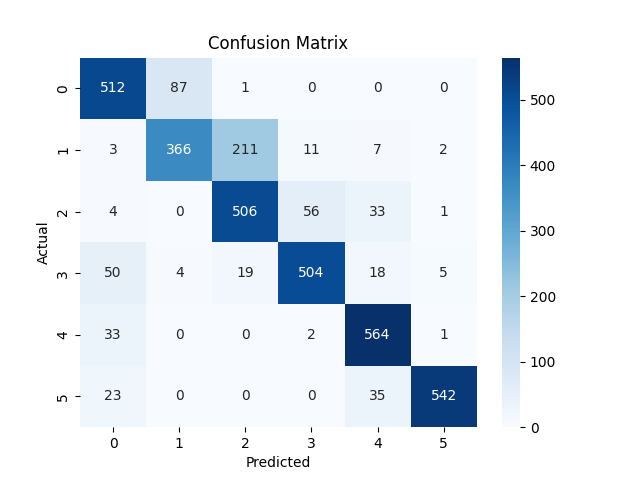 Confusion Matrix
0 512 87 1 0 0 0
1 3 366 211 11 7 2
2 4 0 506 56 33 1
3 50 4 19 504 18 5
4 33 0 0 2 564 1
5 23 0 0 0 35 542
0 1 2 3 4 5
Predicted
Actual
500
400
300
200
100
0